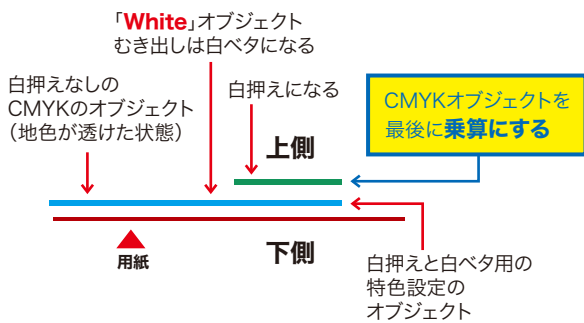 「White」オブジェクト
むき出しは白ベタになる
白押えなしの
CMYKのオブジェクト
（地色が透けた状態）
白押えになる
CMYKオブジェクトを
最後に乗算にする
上側
用紙
下側
白押えと白ベタ用の
特色設定の
オブジェクト